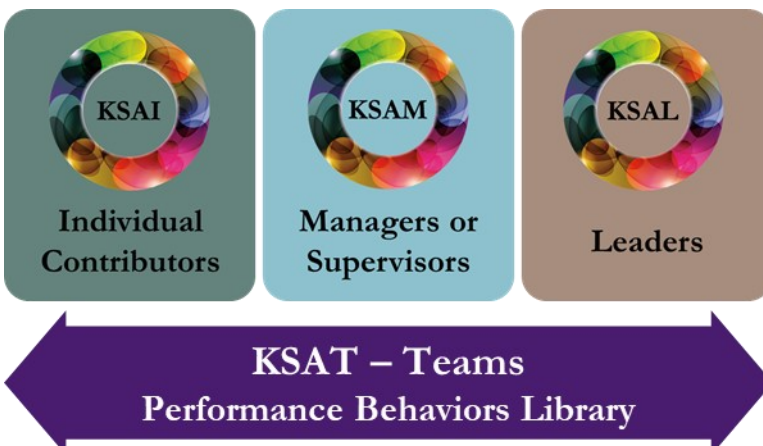 KSAI
Individual
Contributors
KSAM
Managers or
Supervisors
KSAL
Leaders
KSAT – Teams
Performance Behaviors Library